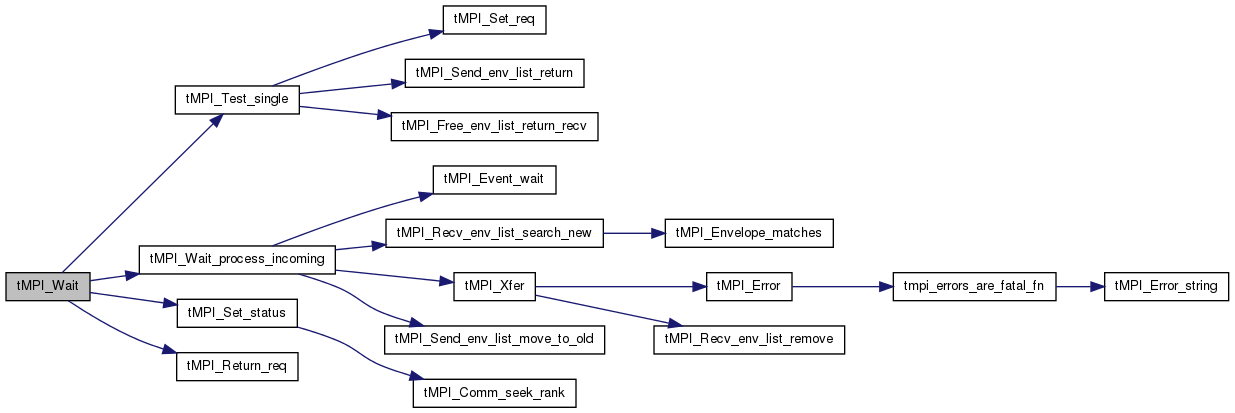 tMPI_Set_req
tMPI_Send_env_list_return
tMPI_Test_single
tMPI_Free_env_list_return_recv
tMPI_Event_wait
tMPI_Recv_env_list_search_new
tMPI_Envelope_matches
tMPI_Wait_process_incoming
tMPI_Wait
tMPI_Xfer
tMPI_Error
tmpi_errors_are_fatal_fn
tMPI_Error_string
tMPI_Set_status
tMPI_Send_env_list_move_to_old
tMPI_Recv_env_list_remove
tMPI_Return_req
tMPI_Comm_seek_rank